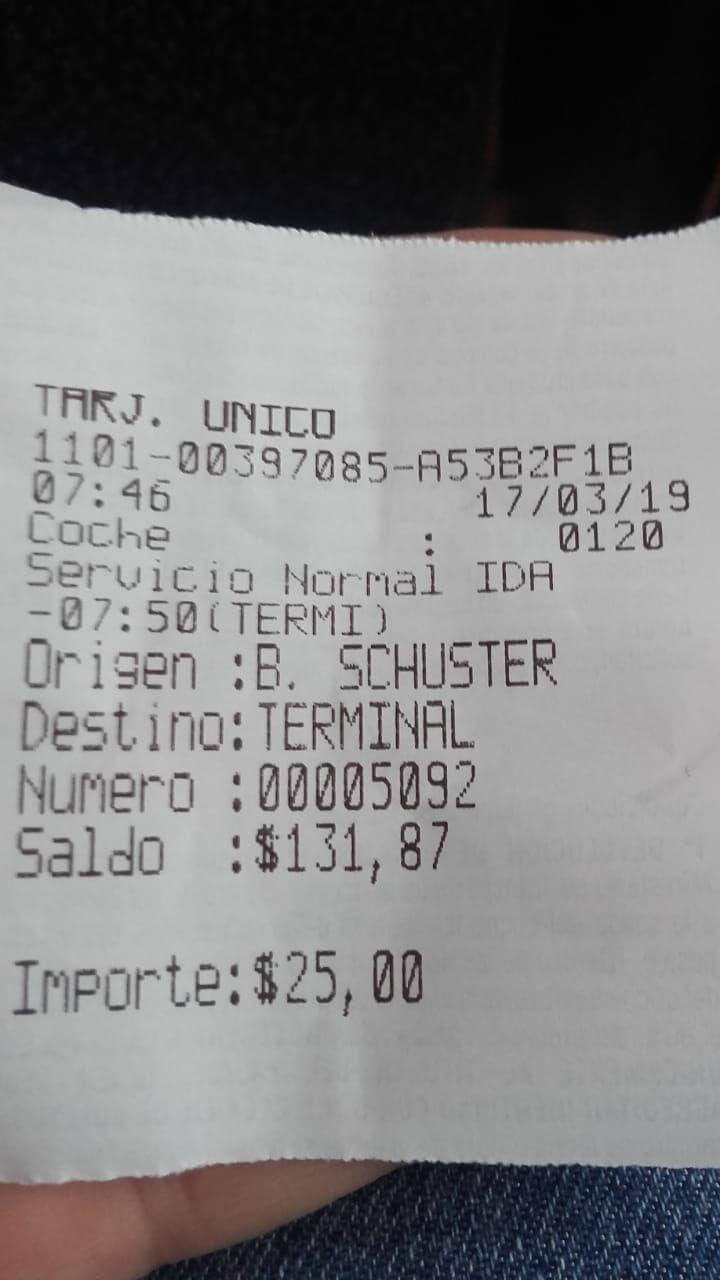 TARJ. UNICO
1101-00397085-A53B2F1B
07:46 17/03/19
Coche : 0120
Servicio Normal IDA
-07:50(TERMI)
Origen :B. SCHUSTER
Destino:TERMINAL
Numero :00005092
Saldo :$131,87
Importe:$25,00